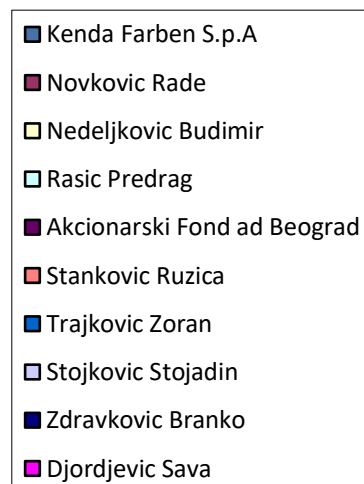 Kenda Farben S.p.A
Novkovic Rade
Nedeljkovic Budimir
Rasic Predrag
Akcionarski Fond ad Beograd
Stankovic Ruzica
Trajkovic Zoran
Stojkovic Stojadin
Zdravkovic Branko
Djordjevic Sava